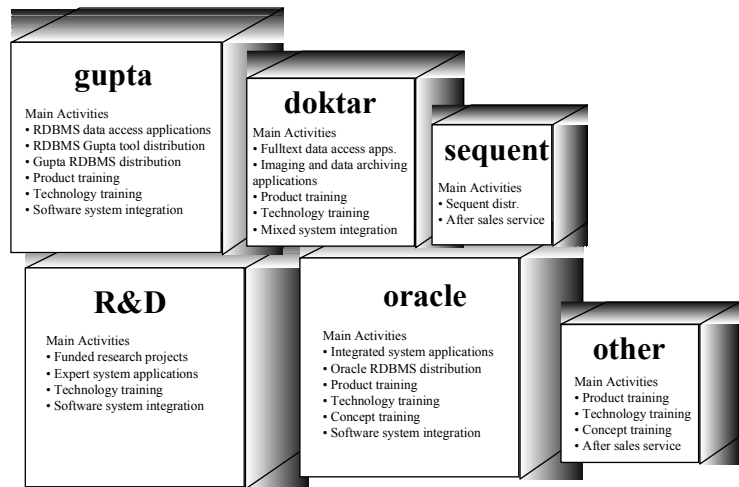 gupta
Main Activities
• RDBMS data access applications
• RDBMS Gupta tool distribution
• Gupta RDBMS distribution
• Product training
• Technology training
• Software system integration
doktar
Main Activities
• Fulltext data access apps.
• Imaging and data archiving
applications
• Product training
• Technology training
• Mixed system integration
sequent
Main Activities
• Sequent distr.
• After sales service
R&D
Main Activities
• Funded research projects
• Expert system applications
• Technology training
• Software system integration
oracle
Main Activities
• Integrated system applications
• Oracle RDBMS distribution
• Product training
• Technology training
• Concept training
• Software system integration
other
Main Activities
• Product training
• Technology training
• Concept training
• After sales service